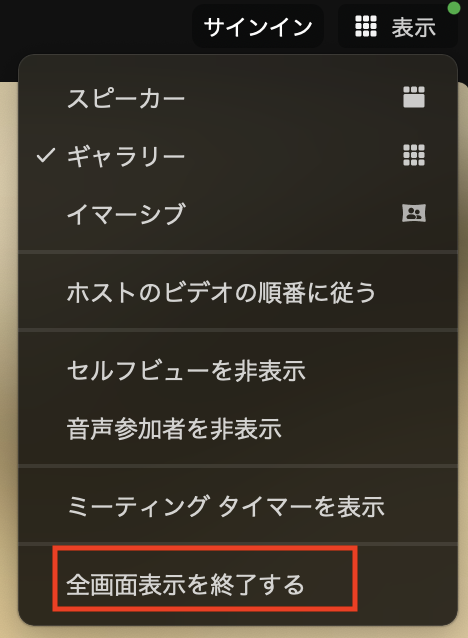 サインイン 表示
スピーカー
ギャラリー
イマーシブ
ホストのビデオの順番に従う
セルフビューを非表示
音声参加者を非表示
ミーティング タイマーを表示
全画面表示を終了する